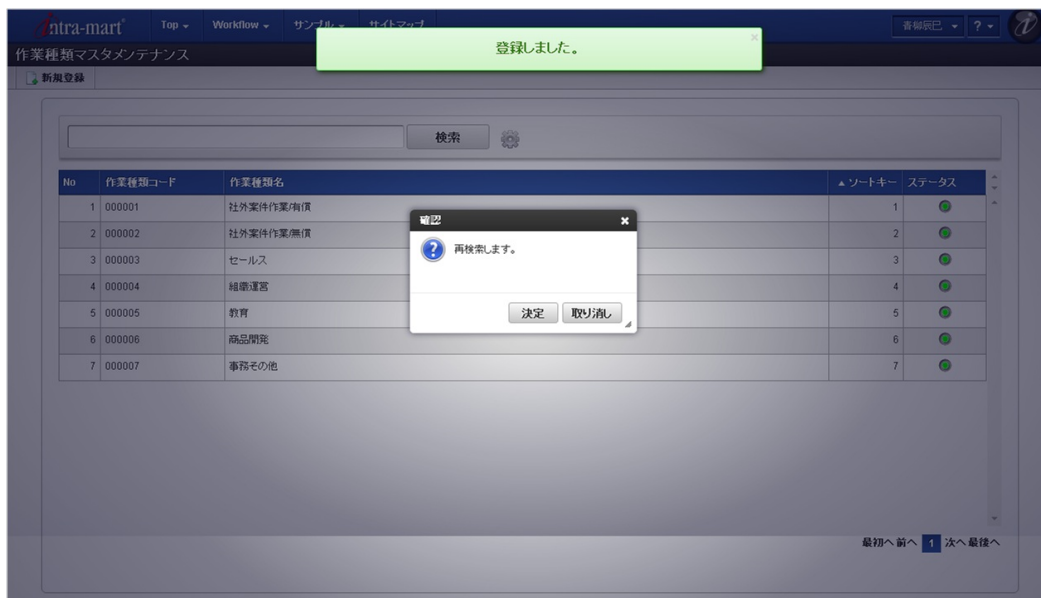 intra-mart Top Workflow サンプル サイトマップ 青柳辰巳 ?
登録しました。
作業種類マスタメンテナンス
新規登録
検索
No 作業種類コード 作業種類名 ソートキー ステータス
1 000001 社外案件作業/有償 1
2 000002 社外案件作業/無償 2
3 000003 セールス 3
4 000004 組織運営 4
5 000005 教育 5
6 000006 商品開発 6
7 000007 事務その他 7
確認
再検索します。
決定 取り消し
最初へ 前へ 1 次へ 最後へ